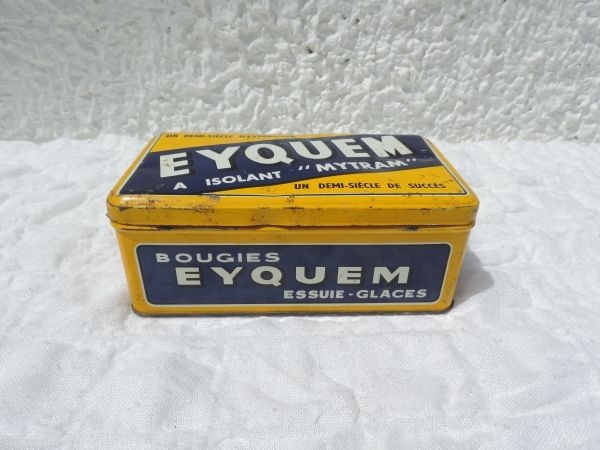 UN DEMI-SIÈCLE D'EXPÉRIENCE
EYQUEM
A ISOLANT "MYTRAM"
UN DEMI-SIÈCLE DE SUCCÈS
BOUGIES
EYQUEM
ESSUIE-GLACES